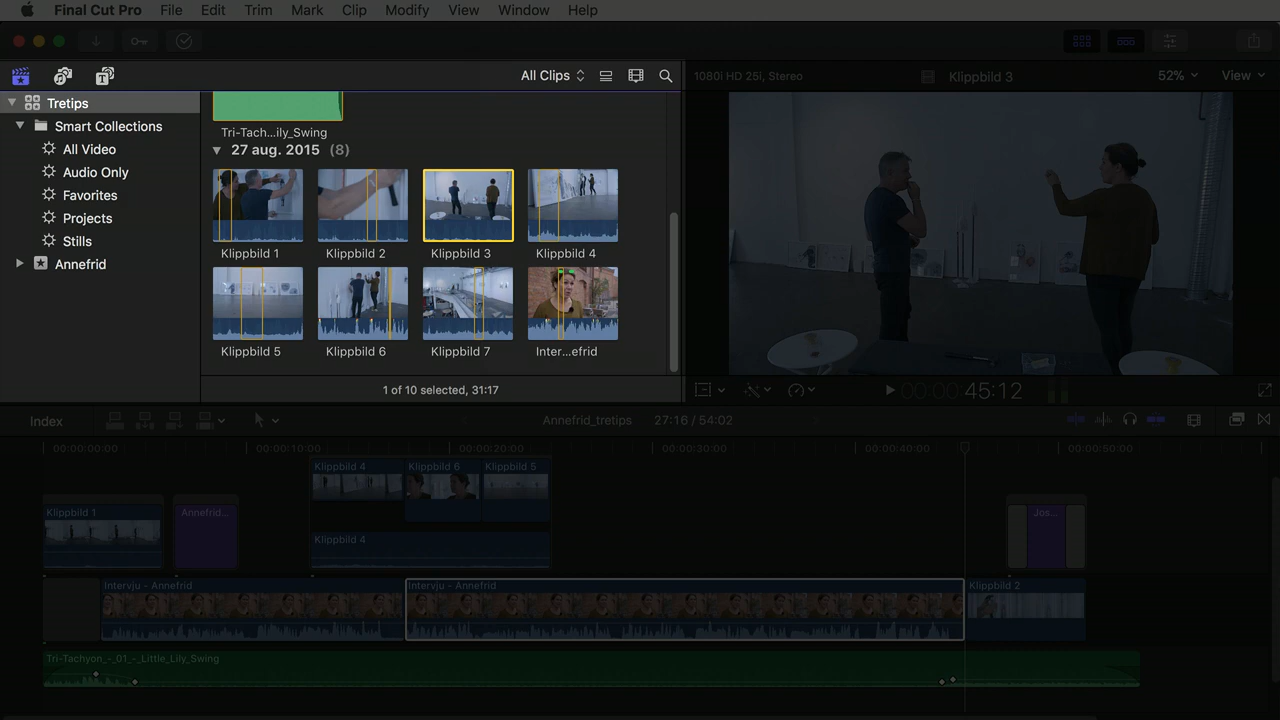 Final Cut Pro File Edit Trim Mark Clip Modify View Window Help
All Clips
1080i HD 25i, Stereo Klippbild 3 52% View
Tretips
Smart Collections
All Video
Audio Only
Favorites
Projects
Stills
Annefrid
Tri-Tach...ily_Swing
27 aug. 2015 (8)
Klippbild 1 Klippbild 2 Klippbild 3 Klippbild 4
Klippbild 5 Klippbild 6 Klippbild 7 Inter...efrid
1 of 10 selected, 31:17
00:00:45:12
Index Annefrid_tretips 27:16 / 54:02
00:00:00:00 00:00:10:00 00:00:20:00 00:00:30:00 00:00:40:00 00:00:50:00
Klippbild 4 Klippbild 6 Klippbild 5
Klippbild 1 Annefrid... Jos...
Klippbild 4
Intervju - Annefrid Intervju - Annefrid Klippbild 2
Tri-Tachyon_-_01_-_Little_Lily_Swing